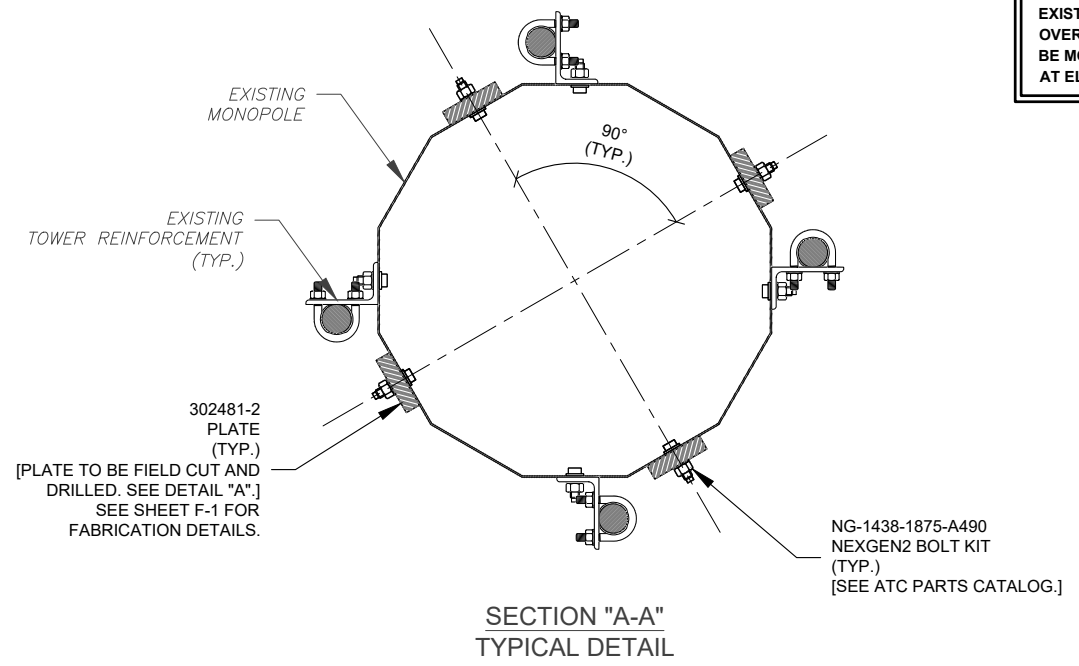 EXIST
OVER
BE MO
AT EL
EXISTING
MONOPOLE
90°
(TYP.)
EXISTING
TOWER REINFORCEMENT
(TYP.)
302481-2
PLATE
(TYP.)
[PLATE TO BE FIELD CUT AND
DRILLED. SEE DETAIL "A".]
SEE SHEET F-1 FOR
FABRICATION DETAILS.
NG-1438-1875-A490
NEXGEN2 BOLT KIT
(TYP.)
[SEE ATC PARTS CATALOG.]
SECTION "A-A"
TYPICAL DETAIL